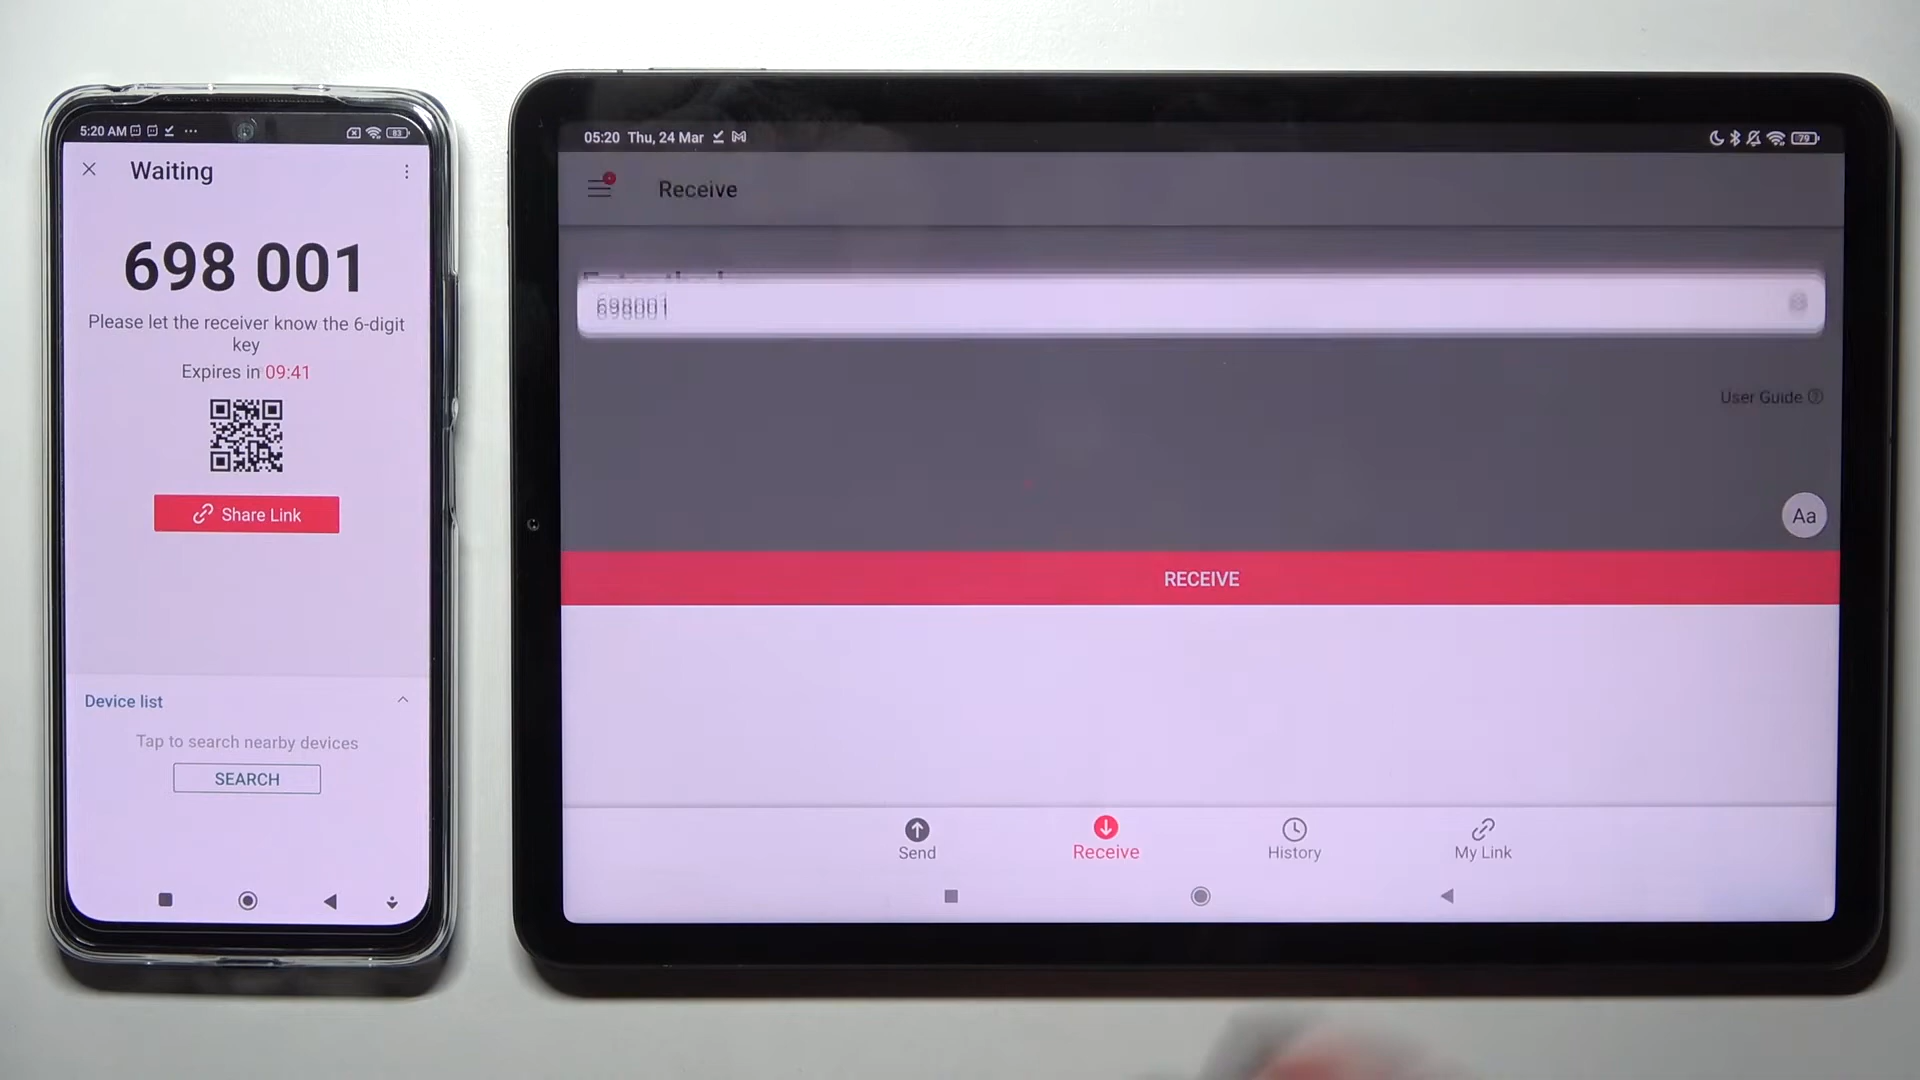 5:20 AM
83
Waiting
698 001
Please let the receiver know the 6-digit
key
Expires in 09:41
Share Link
Device list
Tap to search nearby devices
SEARCH
05:20 Thu, 24 Mar
79
Receive
698001
User Guide
Aa
RECEIVE
Send
Receive
History
My Link